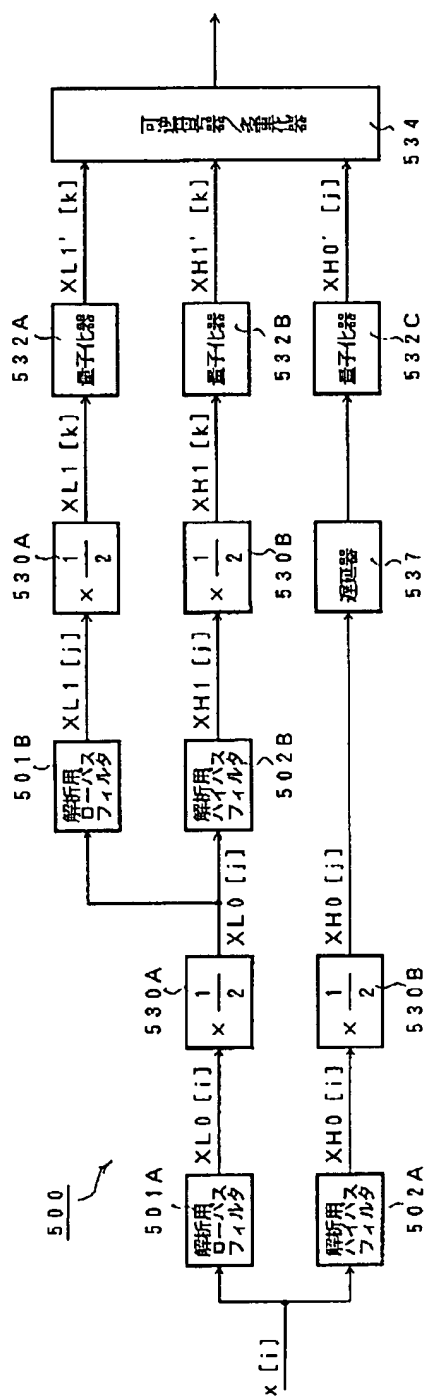 500
x [i]
501A
解析用
ローパス
フィルタ
XL0 [i]
530A
× 1/2
XL0 [j]
501B
解析用
ローパス
フィルタ
XL1 [j]
530A
× 1/2
XL1 [k]
532A
量子化器
XL1' [k]
解析用
ハイパス
フィルタ
502B
XH1 [j]
× 1/2
530B
XH1 [k]
量子化器
532B
XH1' [k]
解析用
ハイパス
フィルタ
502A
XH0 [i]
× 1/2
530B
XH0 [j]
遅延器
537
量子化器
532C
XH0' [j]
可逆符号器/多重化器
534